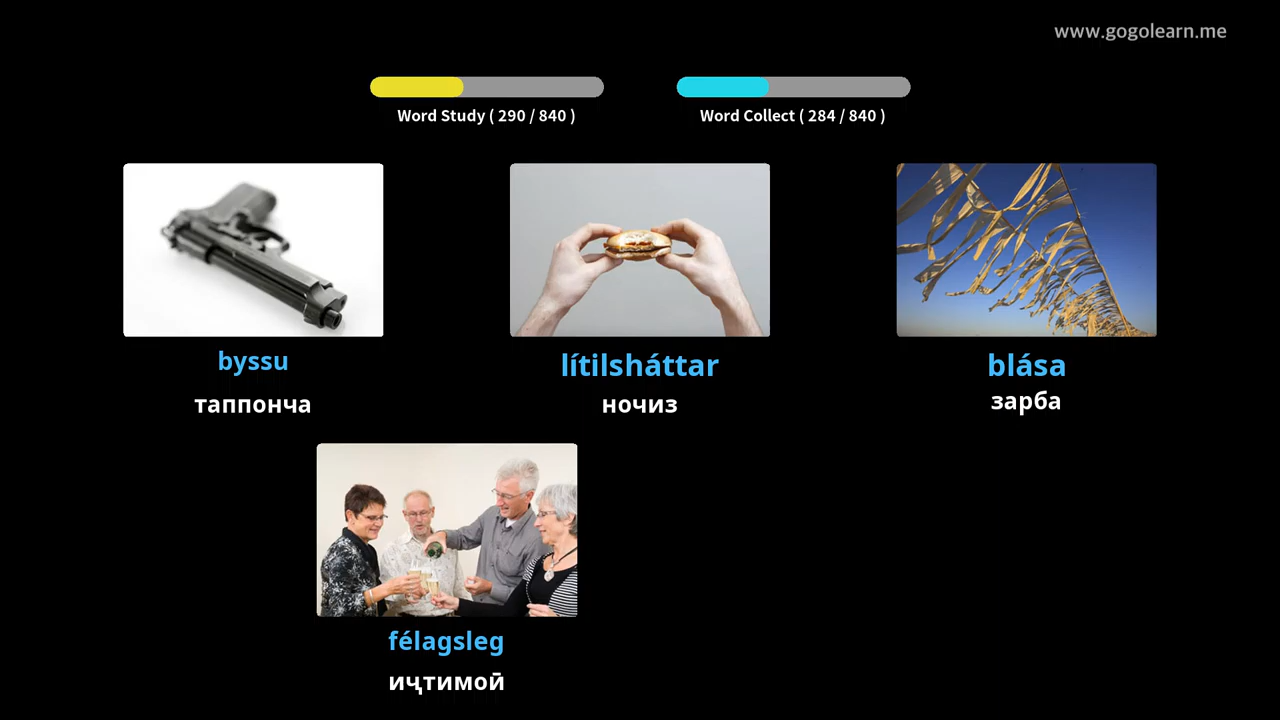 www.gogolearn.me
Word Study ( 290 / 840 )
Word Collect ( 284 / 840 )
byssu
таппонча
lítilsháttar
ночиз
blása
зарба
félagsleg
иҷтимоӣ